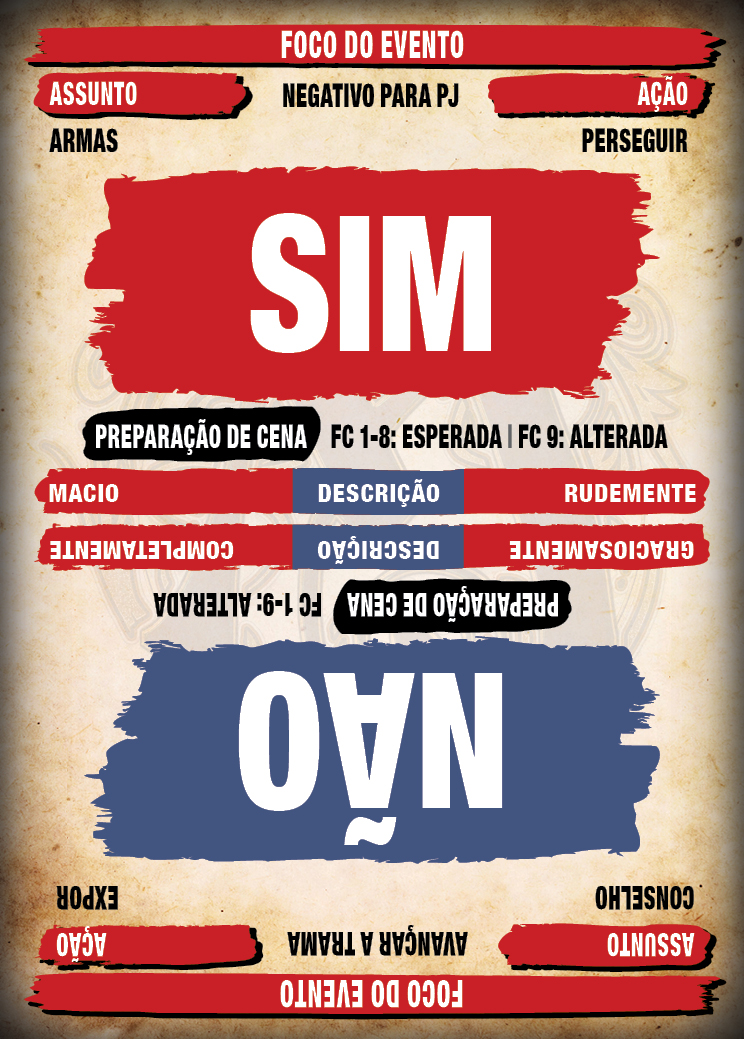 FOCO DO EVENTO
ASSUNTO NEGATIVO PARA PJ AÇÃO
ARMAS PERSEGUIR
SIM
PREPARAÇÃO DE CENA FC 1-8: ESPERADA | FC 9: ALTERADA
MACIO DESCRIÇÃO RUDEMENTE
GRACIOSAMENTE DESCRIÇÃO COMPLETAMENTE
PREPARAÇÃO DE CENA FC 1-9: ALTERADA
NÃO
CONSELHO EXPOR
ASSUNTO AVANÇAR A TRAMA AÇÃO
FOCO DO EVENTO